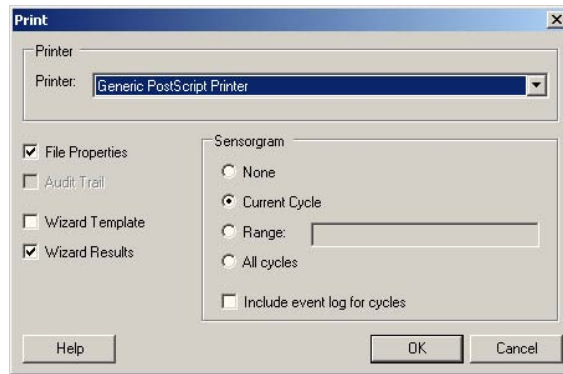 Print
Printer
Printer: Generic PostScript Printer
File Properties
Audit Trail
Wizard Template
Wizard Results
Sensorgram
None
Current Cycle
Range:
All cycles
Include event log for cycles
Help OK Cancel